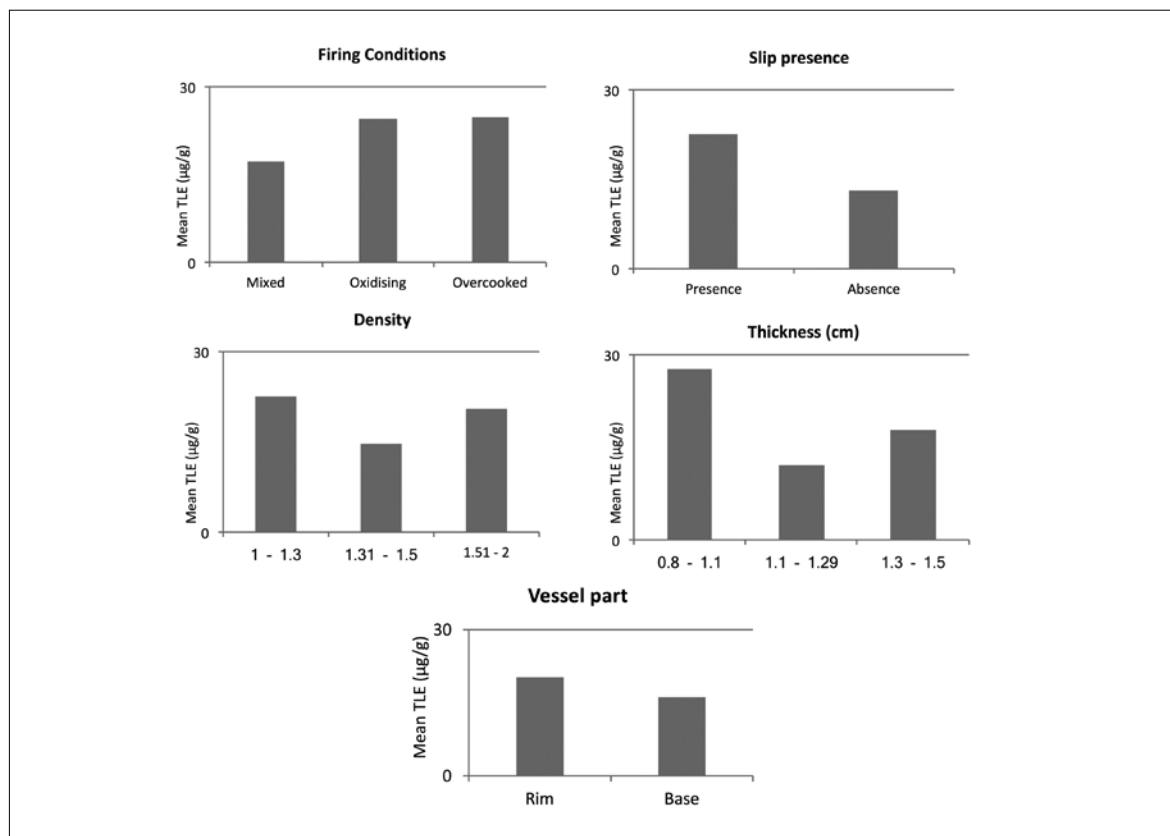 Firing Conditions
30
Mean TLE (µg/g)
0
Mixed Oxidising Overcooked
Slip presence
30
Mean TLE (µg/g)
0
Presence Absence
Density
30
Mean TLE (µg/g)
0
1 - 1.3 1.31 - 1.5 1.51 - 2
Thickness (cm)
30
Mean TLE (µg/g)
0
0.8 - 1.1 1.1 - 1.29 1.3 - 1.5
Vessel part
30
Mean TLE (µg/g)
0
Rim Base